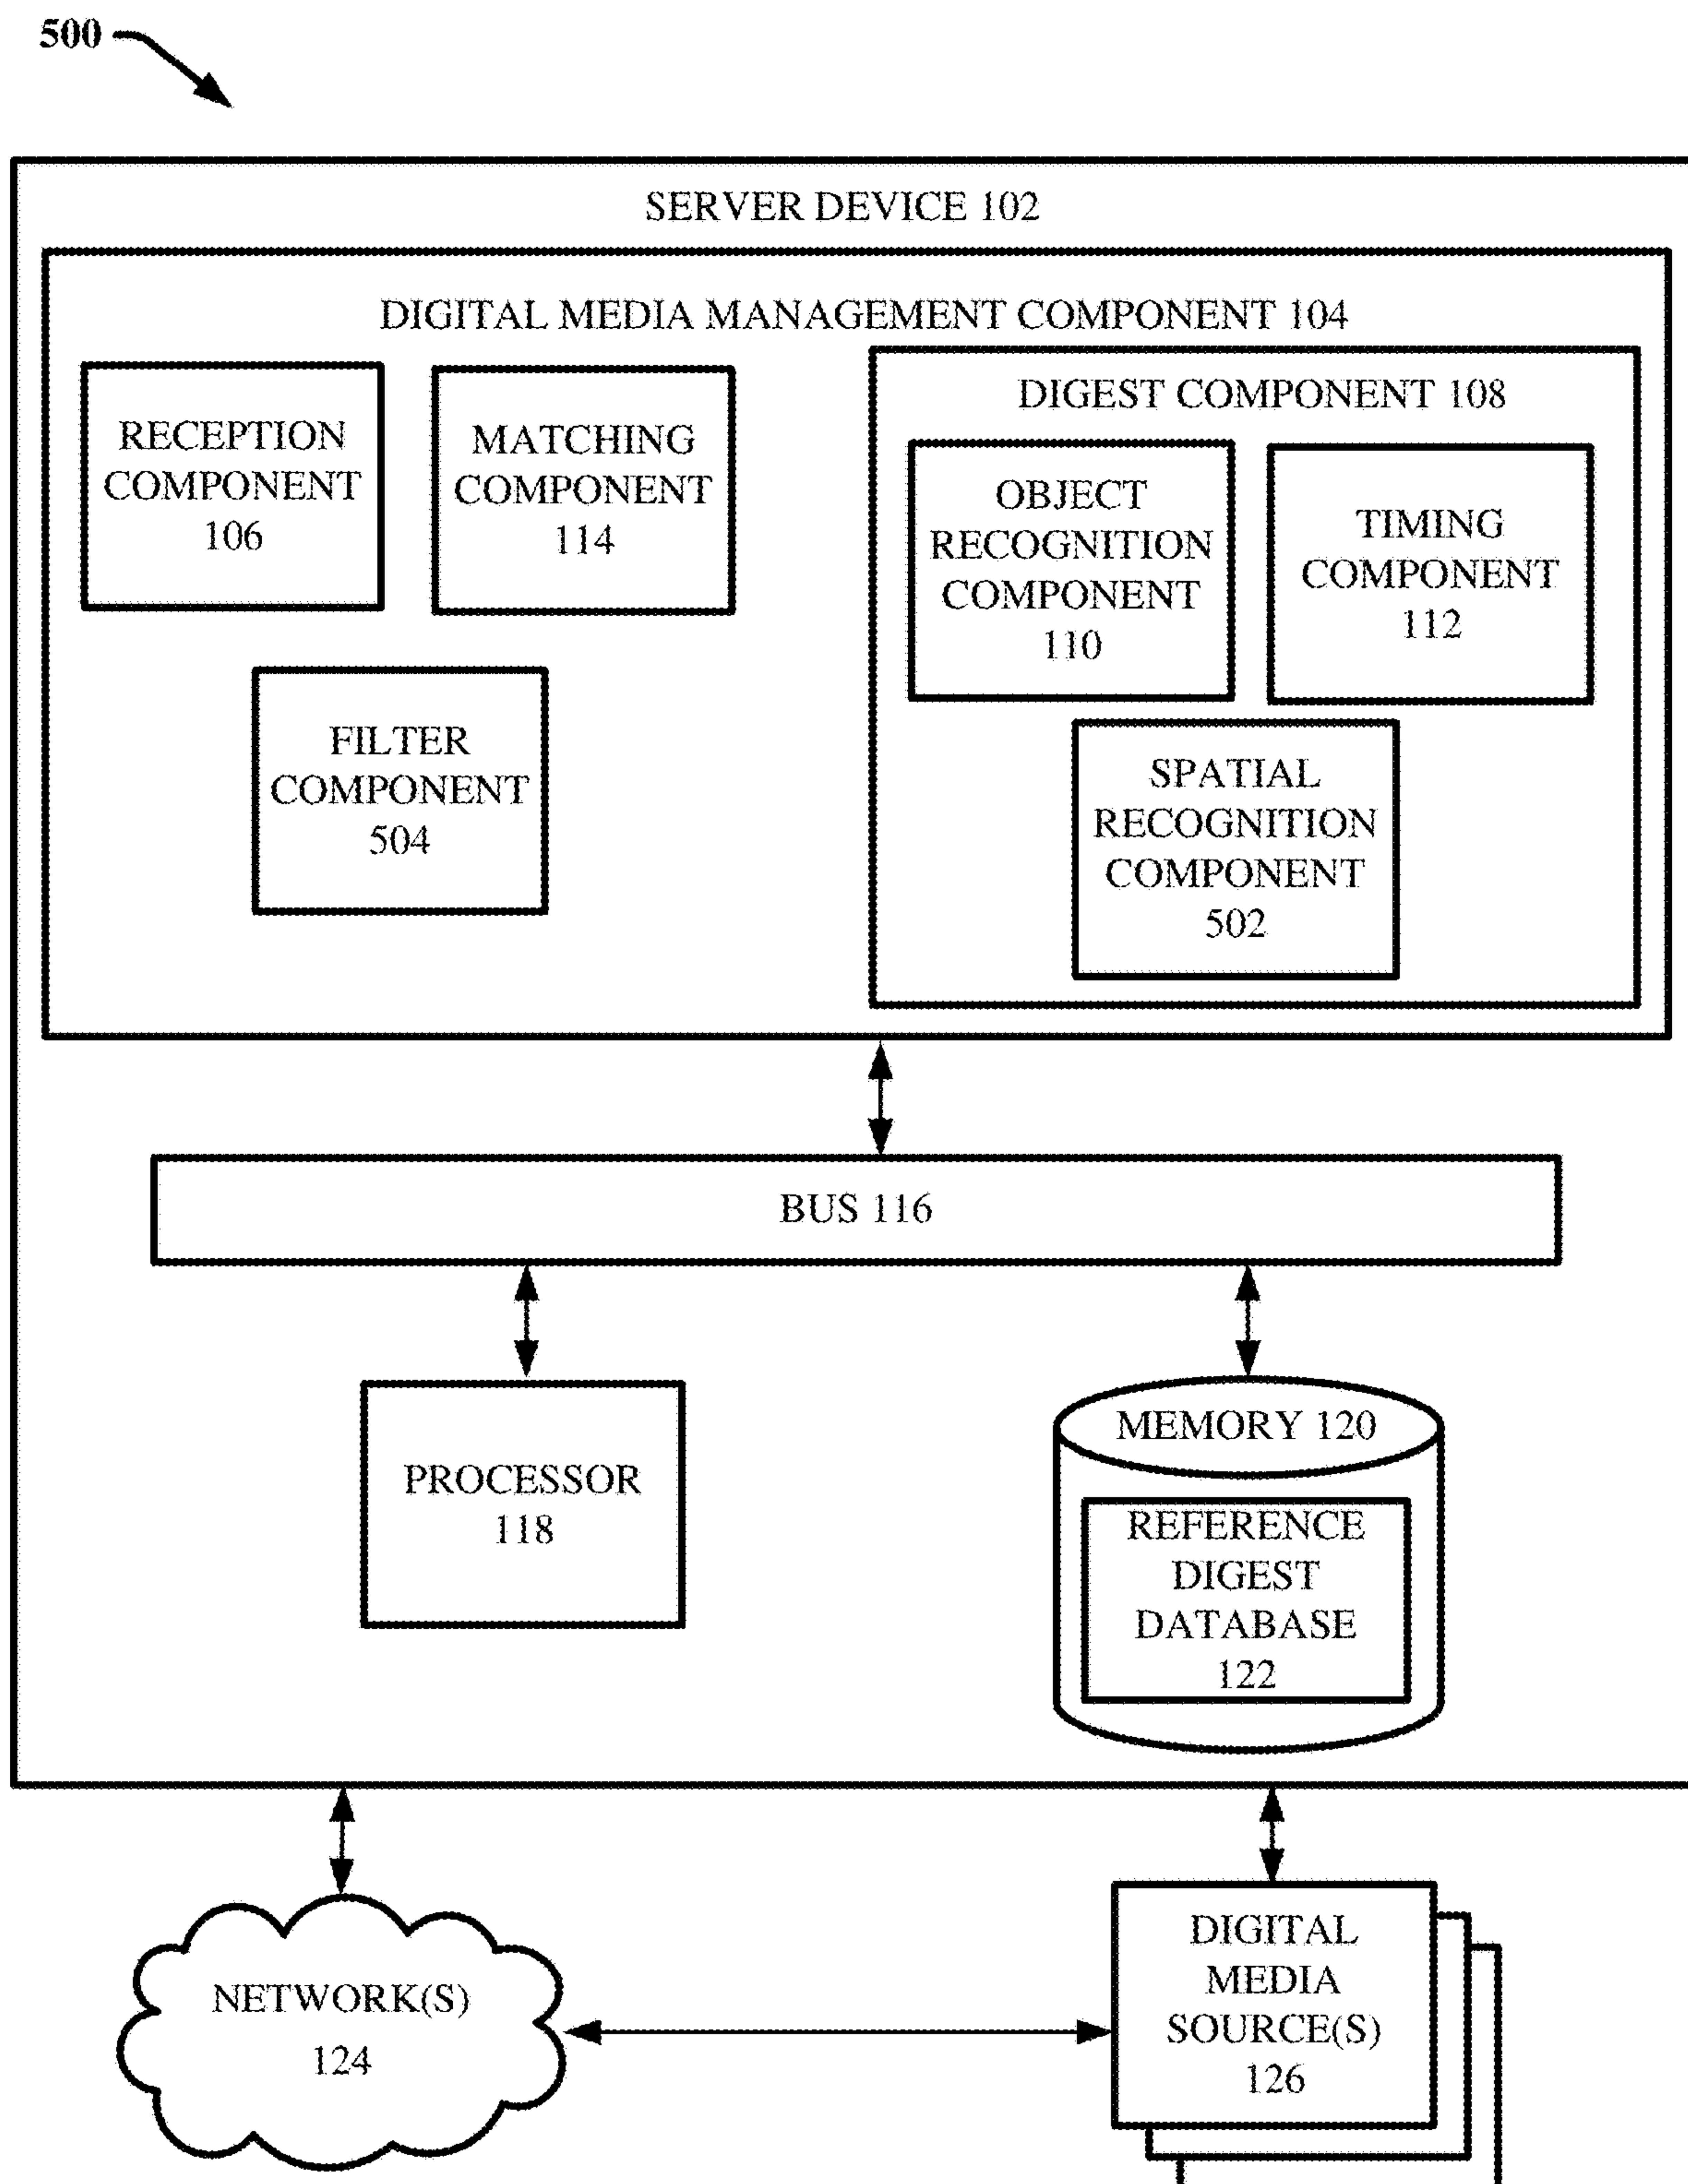 500
SERVER DEVICE 102
DIGITAL MEDIA MANAGEMENT COMPONENT 104
RECEPTION
COMPONENT
106
MATCHING
COMPONENT
114
FILTER
COMPONENT
504
DIGEST COMPONENT 108
OBJECT
RECOGNITION
COMPONENT
110
TIMING
COMPONENT
112
SPATIAL
RECOGNITION
COMPONENT
502
BUS 116
PROCESSOR
118
MEMORY 120
REFERENCE
DIGEST
DATABASE
122
NETWORK(S)
124
DIGITAL
MEDIA
SOURCE(S)
126